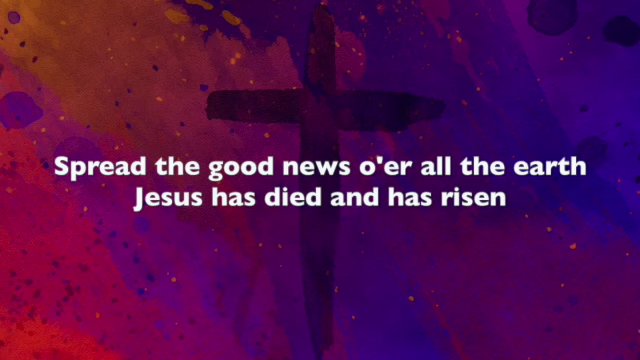 Spread the good news o'er all the earth
Jesus has died and has risen